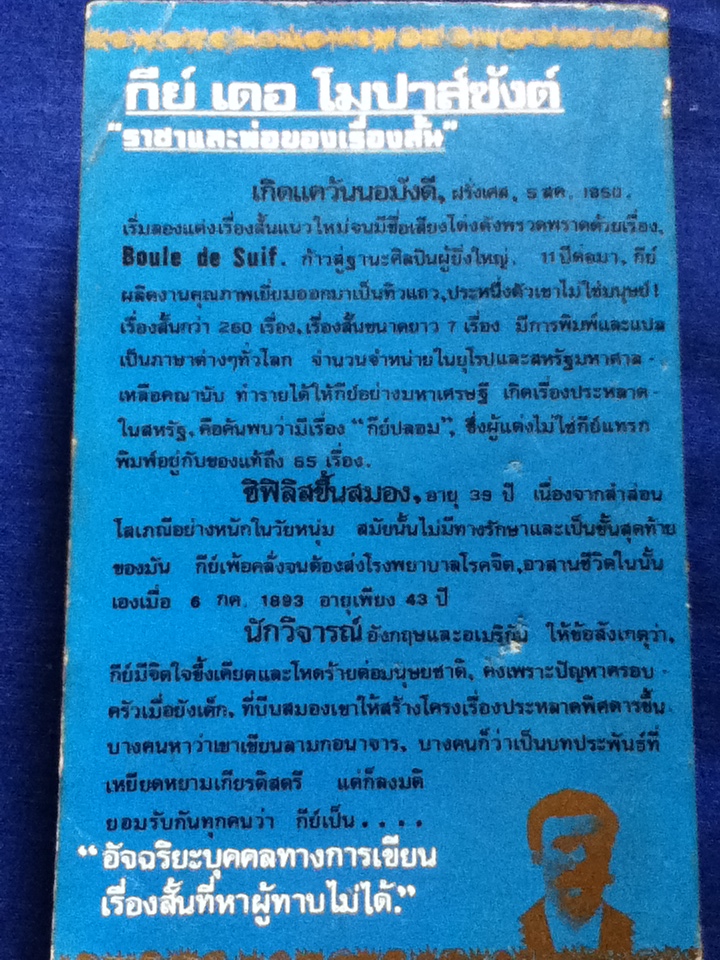 กีย์ เดอ โมปาส์ซังต์
"ราชาและพ่อของเรื่องสั้น"
เกิดแคว้นนอมังดี, ฝรั่งเศส, 5 สค. 1850.
เริ่มลองแต่งเรื่องสั้นแนวใหม่จนมีชื่อเสียงโด่งดังพรวดพราดด้วยเรื่อง,
Boule de Suif. ก้าวสู่ฐานะศิลปินผู้ยิ่งใหญ่. 11 ปีต่อมา, กีย์
ผลิตงานคุณภาพเยี่ยมออกมาเป็นทิวแถว,ประหนึ่งตัวเขาไม่ใช่มนุษย์!
เรื่องสั้นกว่า 260 เรื่อง,เรื่องสั้นขนาดยาว 7 เรื่อง มีการพิมพ์และแปล
เป็นภาษาต่างๆทั่วโลก จำนวนจำหน่ายในยุโรปและสหรัฐมหาศาล-
เหลือคณานับ ทำรายได้ให้กีย์อย่างมหาเศรษฐี เกิดเรื่องประหลาด-
ในสหรัฐ,คือค้นพบว่ามีเรื่อง "กีย์ปลอม", ซึ่งผู้แต่งไม่ใช่กีย์แทรก
พิมพ์อยู่กับของแท้ถึง 65 เรื่อง.
ซิฟิลิสขึ้นสมอง, อายุ 39 ปี เนื่องจากสำส่อน
โสเภณีอย่างหนักในวัยหนุ่ม สมัยนั้นไม่มีทางรักษาและเป็นขั้นสุดท้าย
ของมัน กีย์เพ้อคลั่งจนต้องส่งโรงพยาบาลโรคจิต,อวสานชีวิตในนั้น
เองเมื่อ 6 กค. 1893 อายุเพียง 43 ปี
นักวิจารณ์ อังกฤษและอเมริกัน ให้ข้อสังเกตุว่า,
กีย์มีจิตใจขึ้งเคียดและโหดร้ายต่อมนุษยชาติ, คงเพราะปัญหาครอบ-
ครัวเมื่อยังเด็ก, ที่บีบสมองเขาให้สร้างโครงเรื่องประหลาดพิศดารขึ้น
บางคนหาว่าเขาเขียนลามกอนาจาร, บางคนก็ว่าเป็นบทประพันธ์ที่
เหยียดหยามเกียรติสตรี แต่ก็ลงมติ
ยอมรับกันทุกคนว่า กีย์เป็น....
"อัจฉริยะบุคคลทางการเขียน
เรื่องสั้นที่หาผู้ทาบไม่ได้."